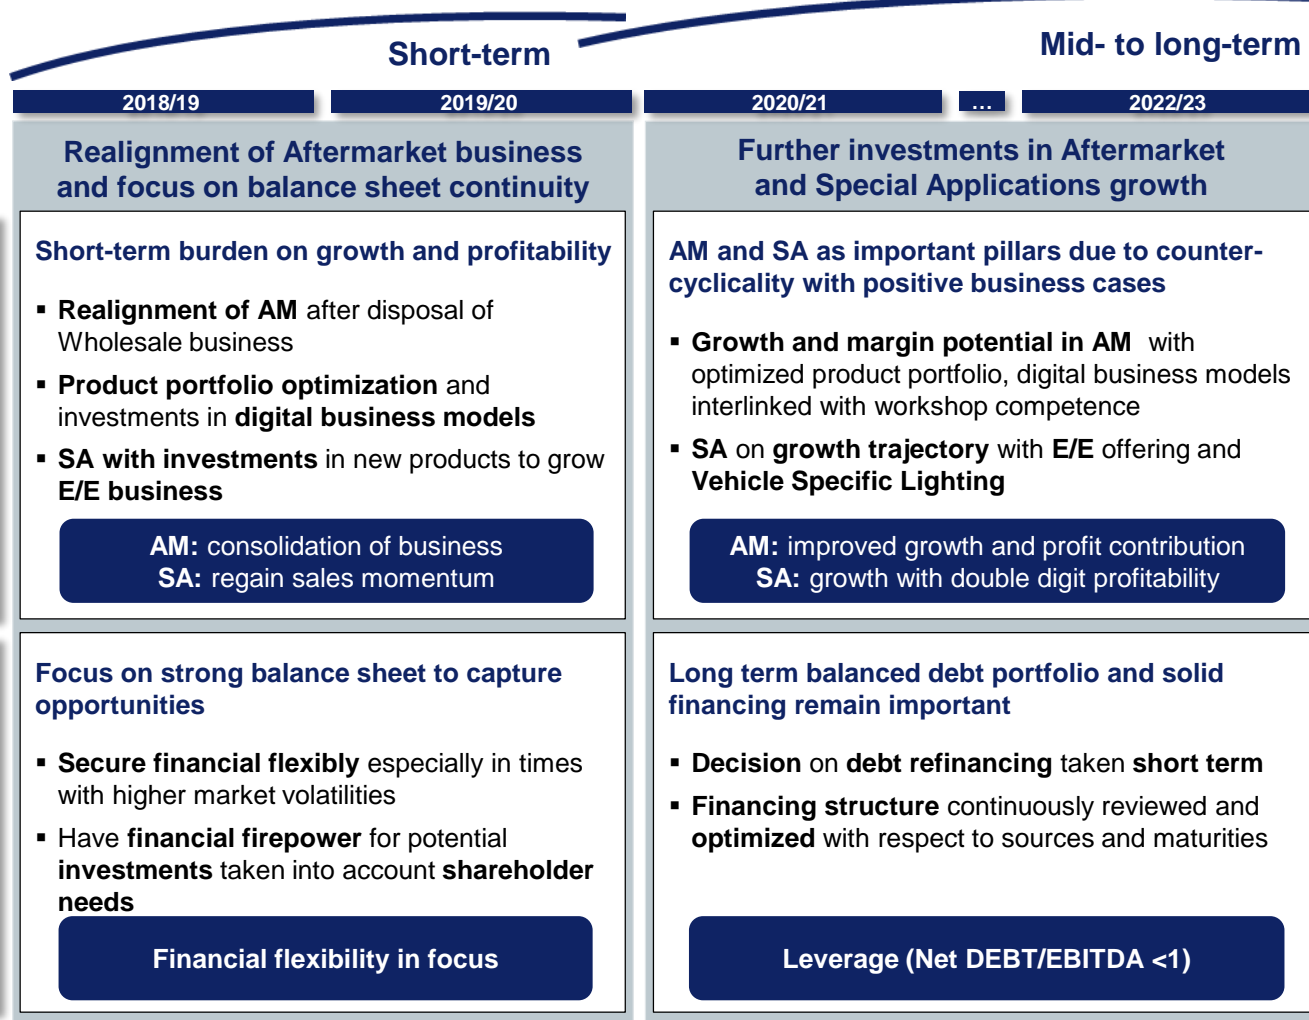 Short-term
Mid- to long-term
2018/19
2019/20
2020/21
...
2022/23
Realignment of Aftermarket business
and focus on balance sheet continuity
Short-term burden on growth and profitability
▪ Realignment of AM after disposal of
Wholesale business
▪ Product portfolio optimization and
investments in digital business models
▪ SA with investments in new products to grow
E/E business
AM: consolidation of business
SA: regain sales momentum
Focus on strong balance sheet to capture
opportunities
▪ Secure financial flexibly especially in times
with higher market volatilities
▪ Have financial firepower for potential
investments taken into account shareholder
needs
Financial flexibility in focus
Further investments in Aftermarket
and Special Applications growth
AM and SA as important pillars due to counter-
cyclicality with positive business cases
▪ Growth and margin potential in AM with
optimized product portfolio, digital business models
interlinked with workshop competence
▪ SA on growth trajectory with E/E offering and
Vehicle Specific Lighting
AM: improved growth and profit contribution
SA: growth with double digit profitability
Long term balanced debt portfolio and solid
financing remain important
▪ Decision on debt refinancing taken short term
▪ Financing structure continuously reviewed and
optimized with respect to sources and maturities
Leverage (Net DEBT/EBITDA <1)